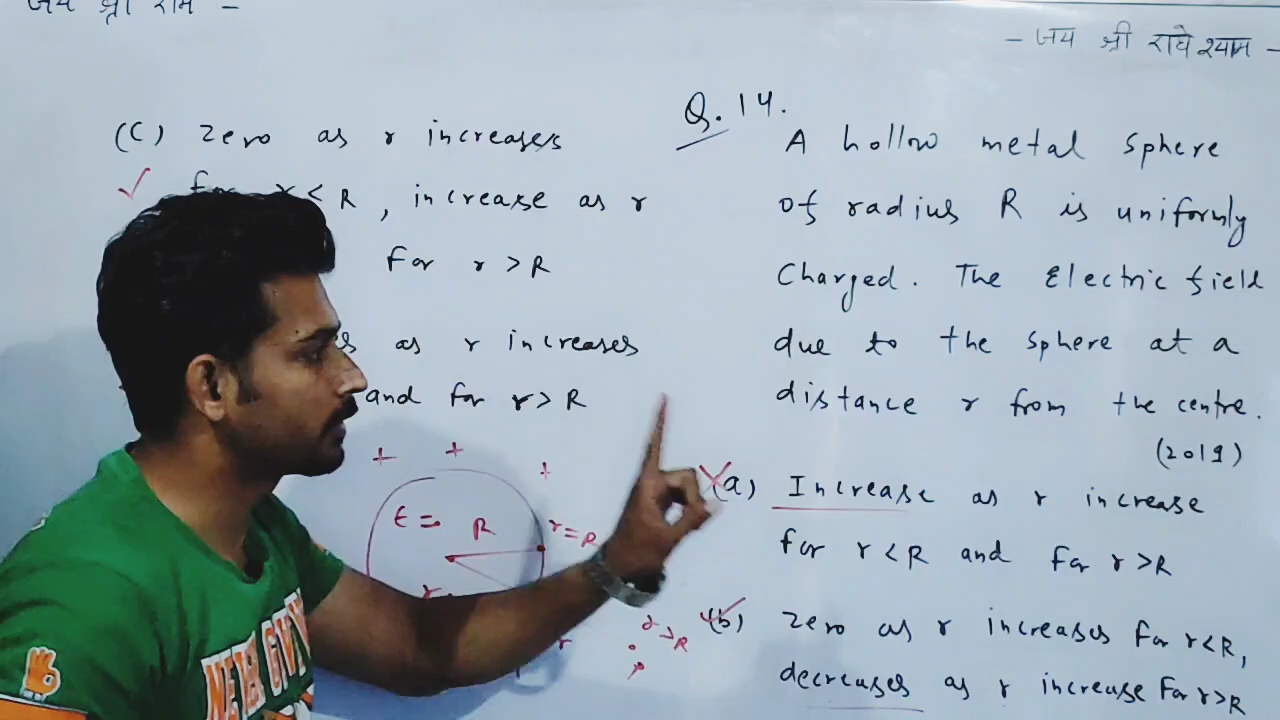 जय श्री राम -
- जय श्री राधे श्याम -
(C) Zero as r increases
for r < R, increase as r
for r > R
as r increases
and for r > R
+ + +
E =
R
r = R
r
r > R
P
Q. 14.
A hollow metal sphere
of radius R is uniformly
Charged. The Electric field
due to the sphere at a
distance r from the centre.
(2019)
(a) Increase as r increase
for r < R and for r > R
(b) Zero as r increases for r < R,
decreases as r increase for r > R